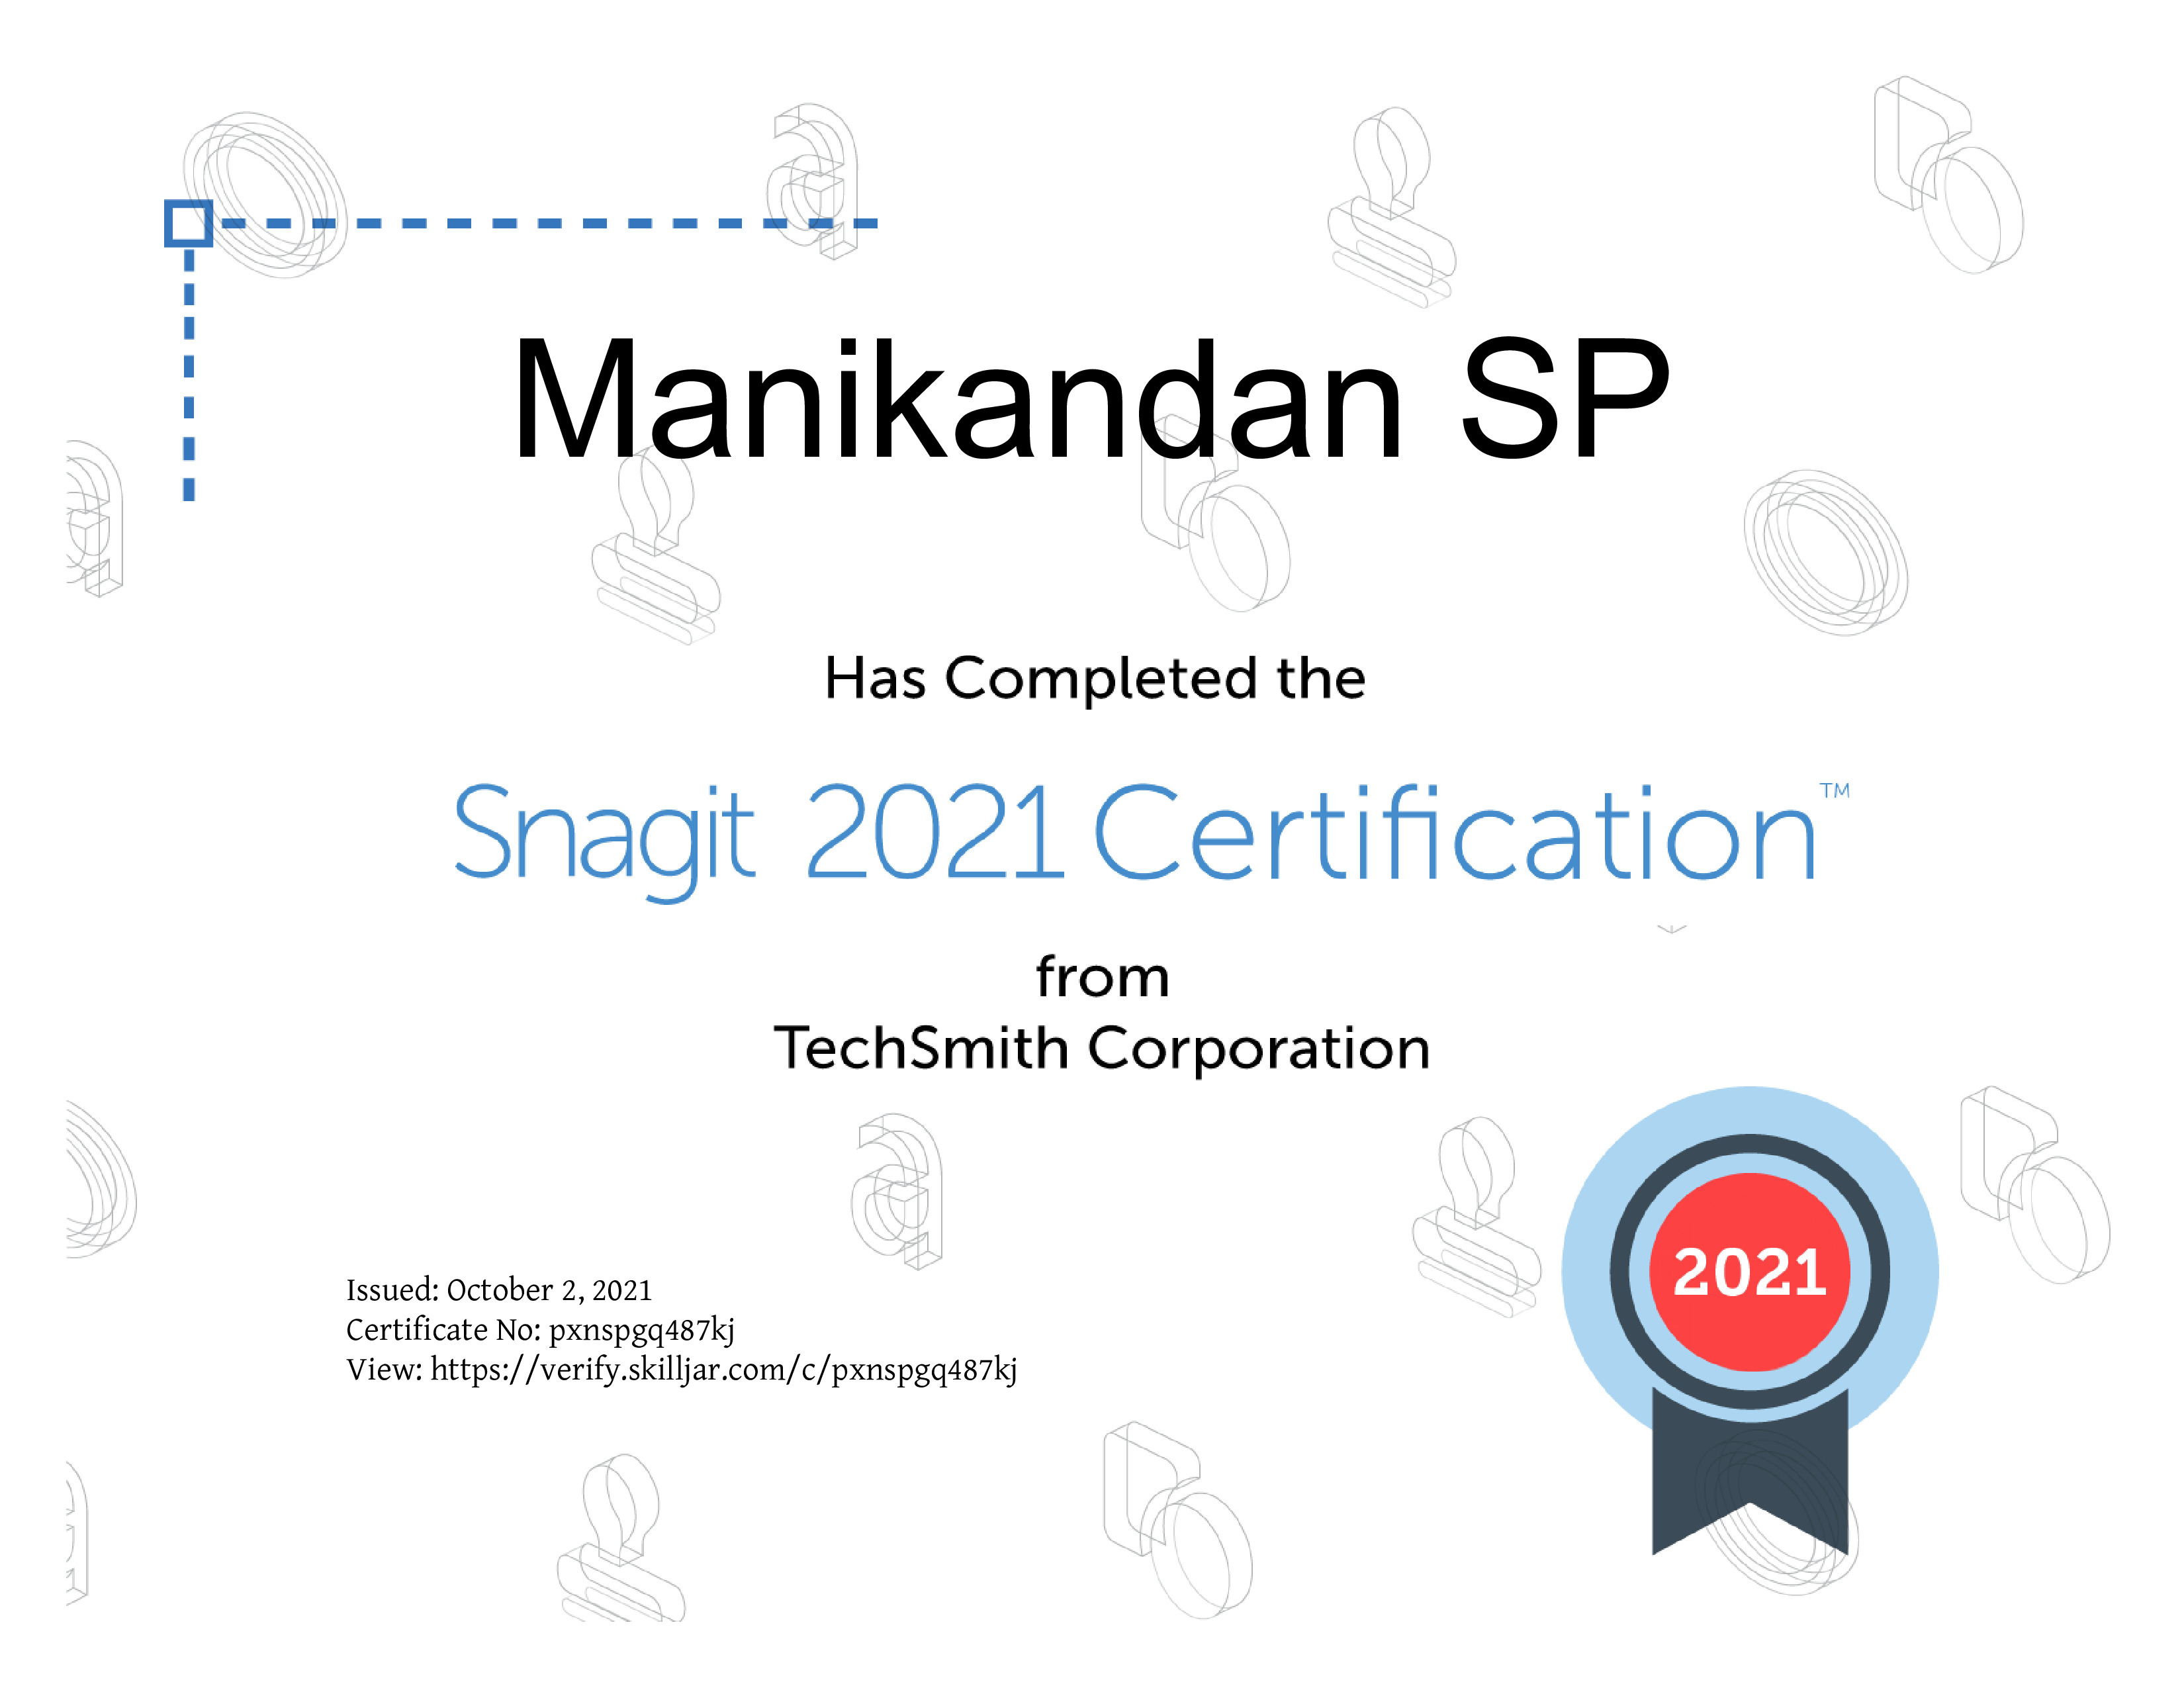 Manikandan SP
Has Completed the
Snagit 2021 Certification™
from
TechSmith Corporation
2021
Issued: October 2, 2021
Certificate No: pxnspgq487kj
View: https://verify.skilljar.com/c/pxnspgq487kj